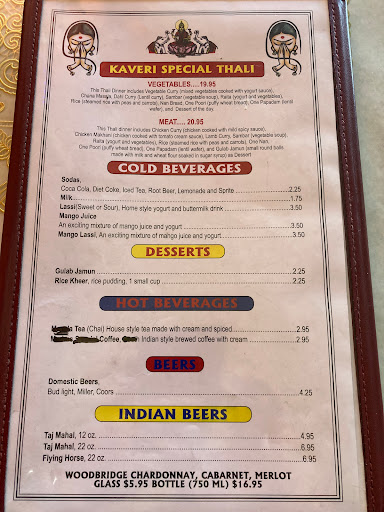 KAVERI SPECIAL THALI
VEGETABLES.....19.95
This Thali Dinner includes Vegetable Curry (mixed vegetable cooked with yogurt sauce),
Chana Masala, Dahi Curry, (Lentil curry), Sambar (vegetable soup), Raita (yogurt and vegetables),
Rice (steamed rice with peas and carrots), Nan Bread, One Poori (puffy wheat bread), One Papadam (lentil
wafer), and Dessert of the day.
MEAT..... 20.95
This thali dinner includes Chicken Curry (chicken cooked with mild spicy sauce),
Chicken Makhani (chicken cooked with tomato cream sauce), Lamb Curry, Sambar (vegetable soup),
Raita (yogurt and vegetables), Rice (steamed rice with peas and carrots), One Nan,
One Poori (puffy wheat bread), One Papadam (lentil wafer), and Gulab Jamun (small round balls
made with milk and wheat flour soaked in sugar syrup) as Dessert
COLD BEVERAGES
Sodas,
Coca Cola, Diet Coke, Iced Tea, Root Beer, Lemonade and Sprite 2.25
Milk 1.75
Lassi(Sweet or Sour), Home style yogurt and buttermilk drink 3.50
Mango Juice
An exciting mixture of mango juice and yogurt 3.50
Mango Lassi, An exciting mixture of mango juice and yogurt 3.50
DESSERTS
Gulab Jamun 2.25
Rice Kheer, rice pudding, 1 small cup 2.25
HOT BEVERAGES
Tea (Chai) House style tea made with cream and spiced 2.95
Coffee, Indian style brewed coffee with cream 2.95
BEERS
Domestic Beers,
Bud light, Miller, Coors 4.25
INDIAN BEERS
Taj Mahal, 12 oz. 4.95
Taj Mahal, 22 oz. 6.95
Flying Horse, 22 oz. 6.95
WOODBRIDGE CHARDONNAY, CABARNET, MERLOT
GLASS $5.95 BOTTLE (750 ML) $16.95